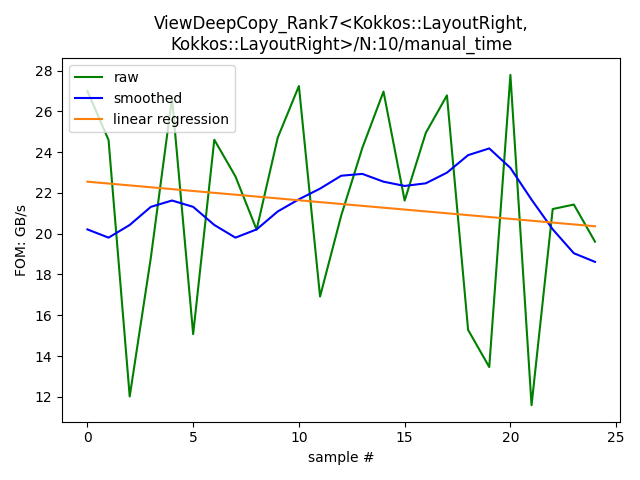 ViewDeepCopy_Rank7<Kokkos::LayoutRight,
Kokkos::LayoutRight>/N:10/manual_time
raw
smoothed
linear regression
FOM: GB/s
28
26
24
22
20
18
16
14
12
0
5
10
15
20
25
sample #